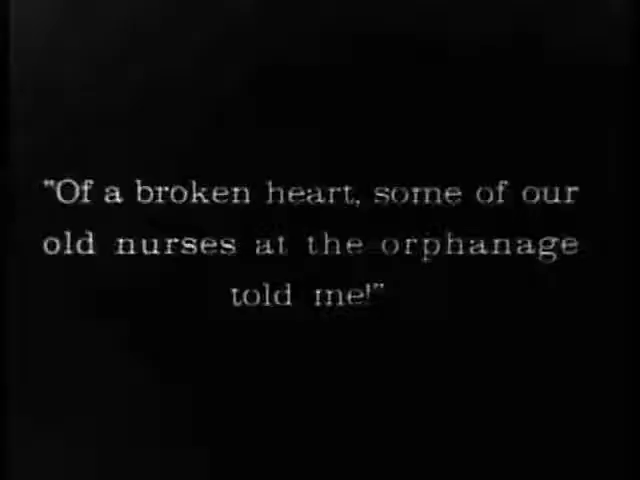 "Of a broken heart, some of our
old nurses at the orphanage
told me!"